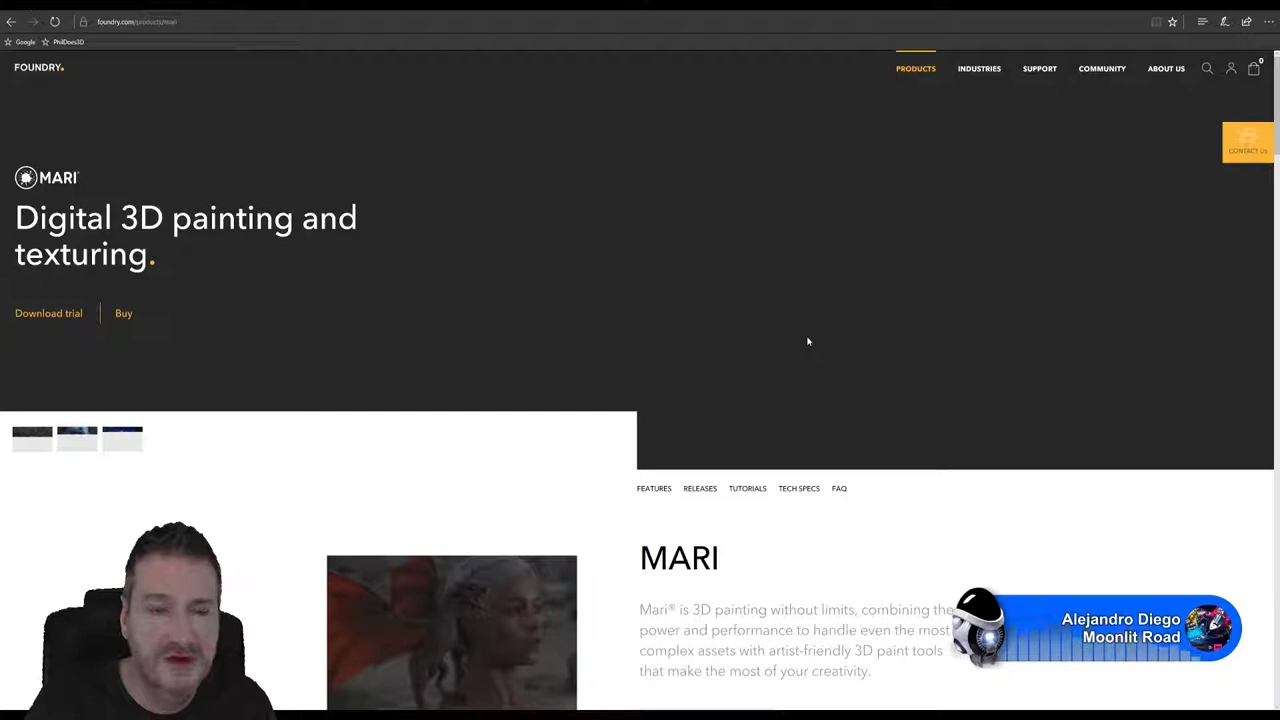 foundry.com/products/mari
Google
PhilDoes3D
FOUNDRY.
PRODUCTS
INDUSTRIES
SUPPORT
COMMUNITY
ABOUT US
0
CONTACT US
MARI
Digital 3D painting and
texturing.
Download trial
Buy
FEATURES
RELEASES
TUTORIALS
TECH SPECS
FAQ
MARI
Mari® is 3D painting without limits, combining the
power and performance to handle even the most
complex assets with artist-friendly 3D paint tools
that make the most of your creativity.
Alejandro Diego
Moonlit Road